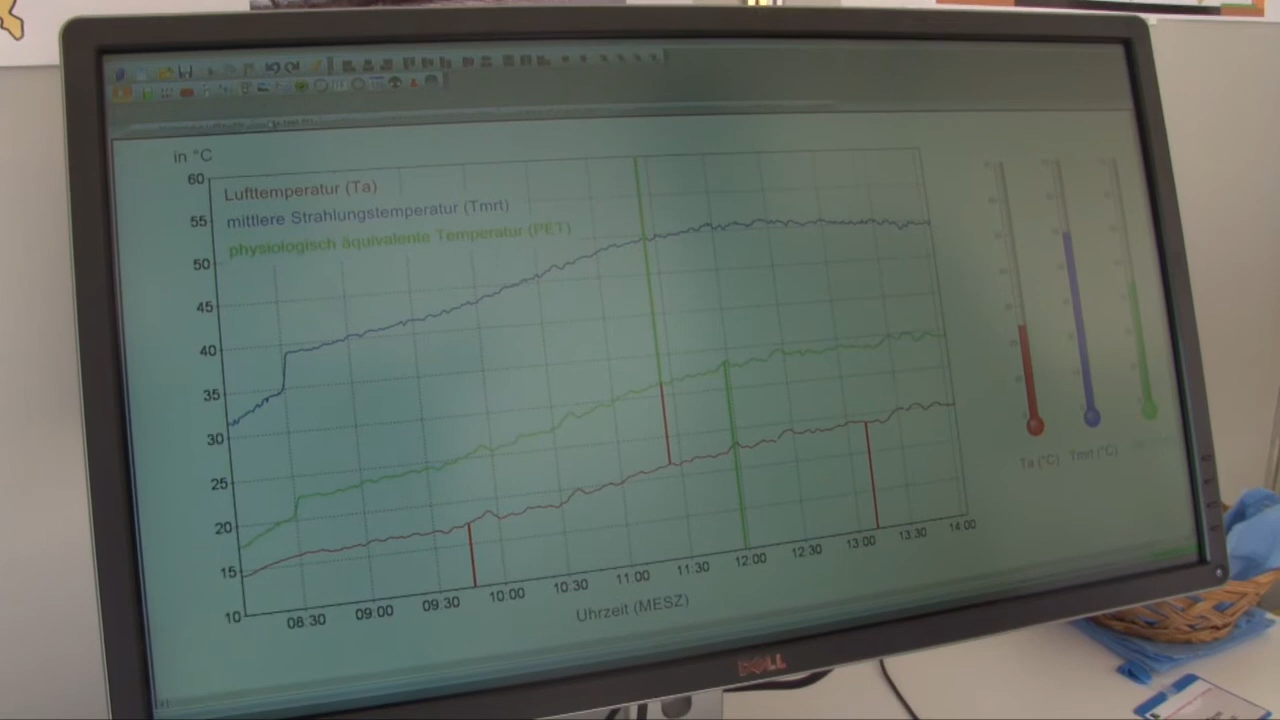 in °C
60
Lufttemperatur (Ta)
55
mittlere Strahlungstemperatur (Tmrt)
physiologisch äquivalente Temperatur (PET)
50
45
40
35
30
25
20
15
10
08:30 09:00 09:30 10:00 10:30 11:00 11:30 12:00 12:30 13:00 13:30 14:00
Uhrzeit (MESZ)
Ta (°C) Tmrt (°C)
DELL